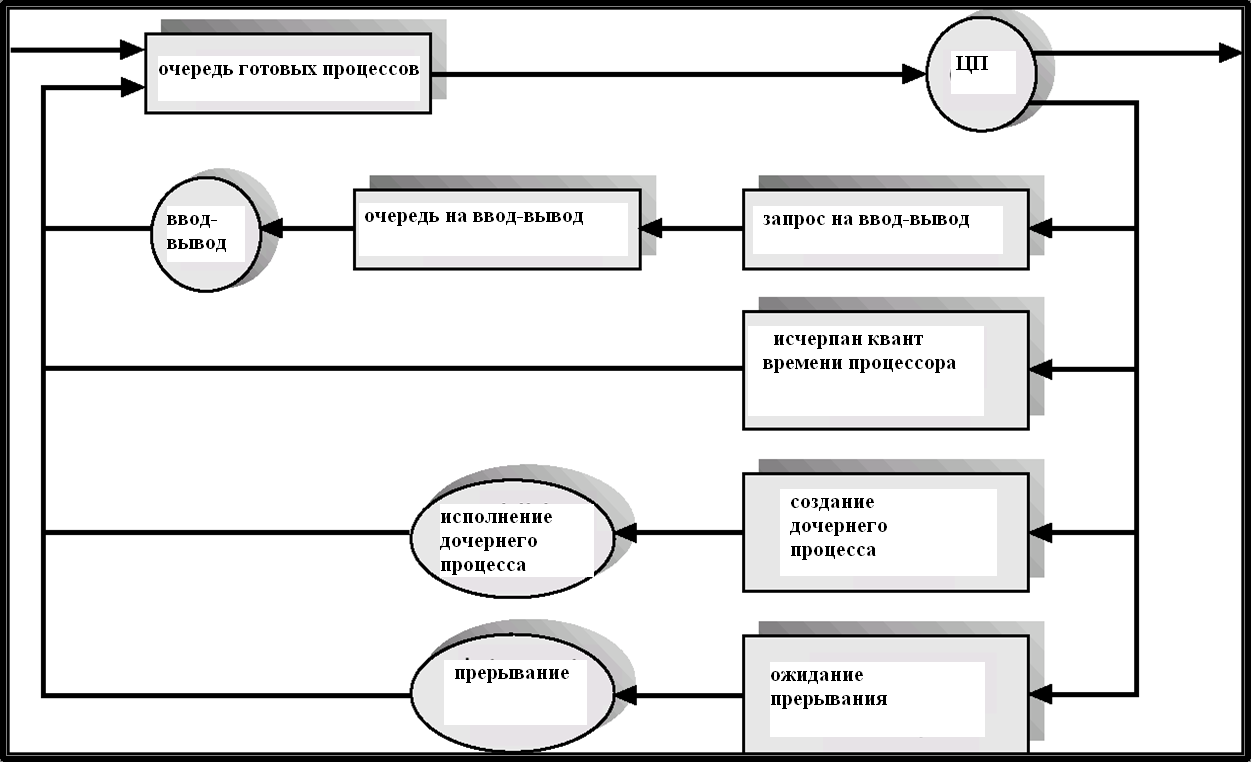 очередь готовых процессов
ЦП
ввод-
вывод
очередь на ввод-вывод
запрос на ввод-вывод
исчерпан квант
времени процессора
исполнение
дочернего
процесса
создание
дочернего
процесса
прерывание
ожидание
прерывания